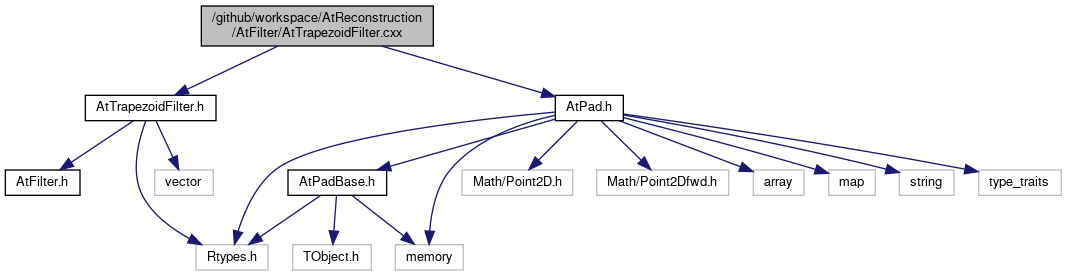 /github/workspace/AtReconstruction
/AtFilter/AtTrapezoidFilter.cxx
AtTrapezoidFilter.h
AtPad.h
AtFilter.h
vector
AtPadBase.h
Math/Point2D.h
Math/Point2Dfwd.h
array
map
string
type_traits
Rtypes.h
TObject.h
memory